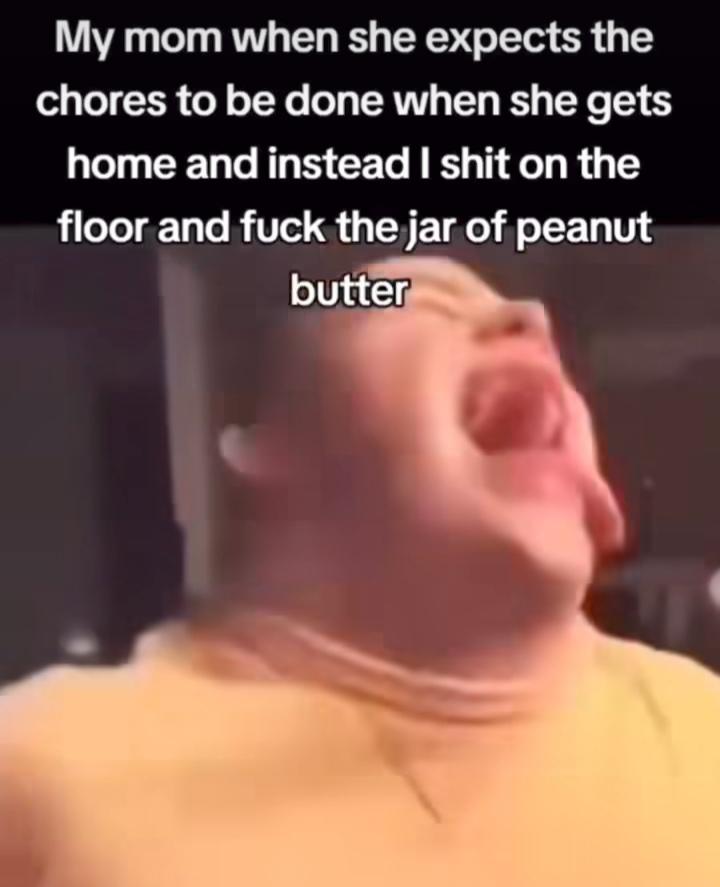 My mom when she expects the
chores to be done when she gets
home and instead I shit on the
floor and fuck the jar of peanut
butter